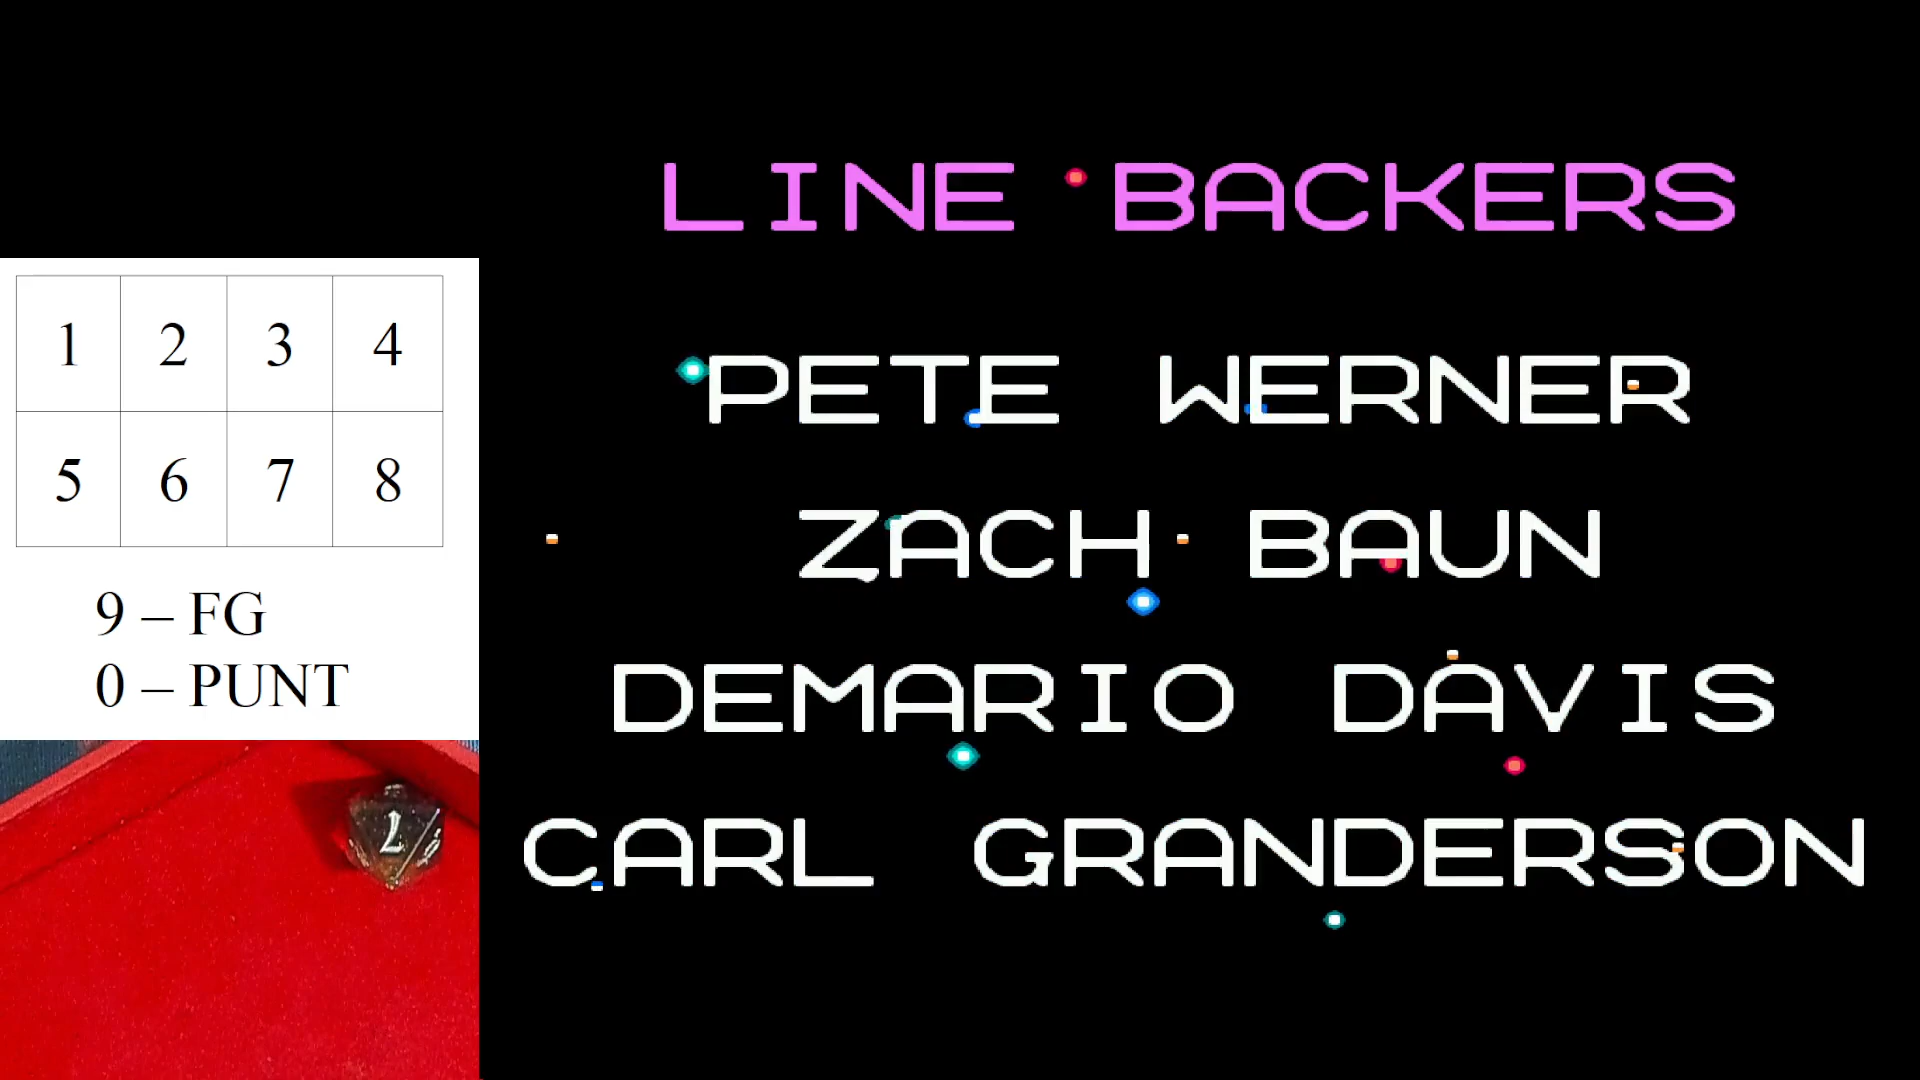 LINE BACKERS
PETE WERNER
ZACH BAUN
DEMARIO DAVIS
CARL GRANDERSON
1 2 3 4
5 6 7 8
9 – FG
0 – PUNT
7